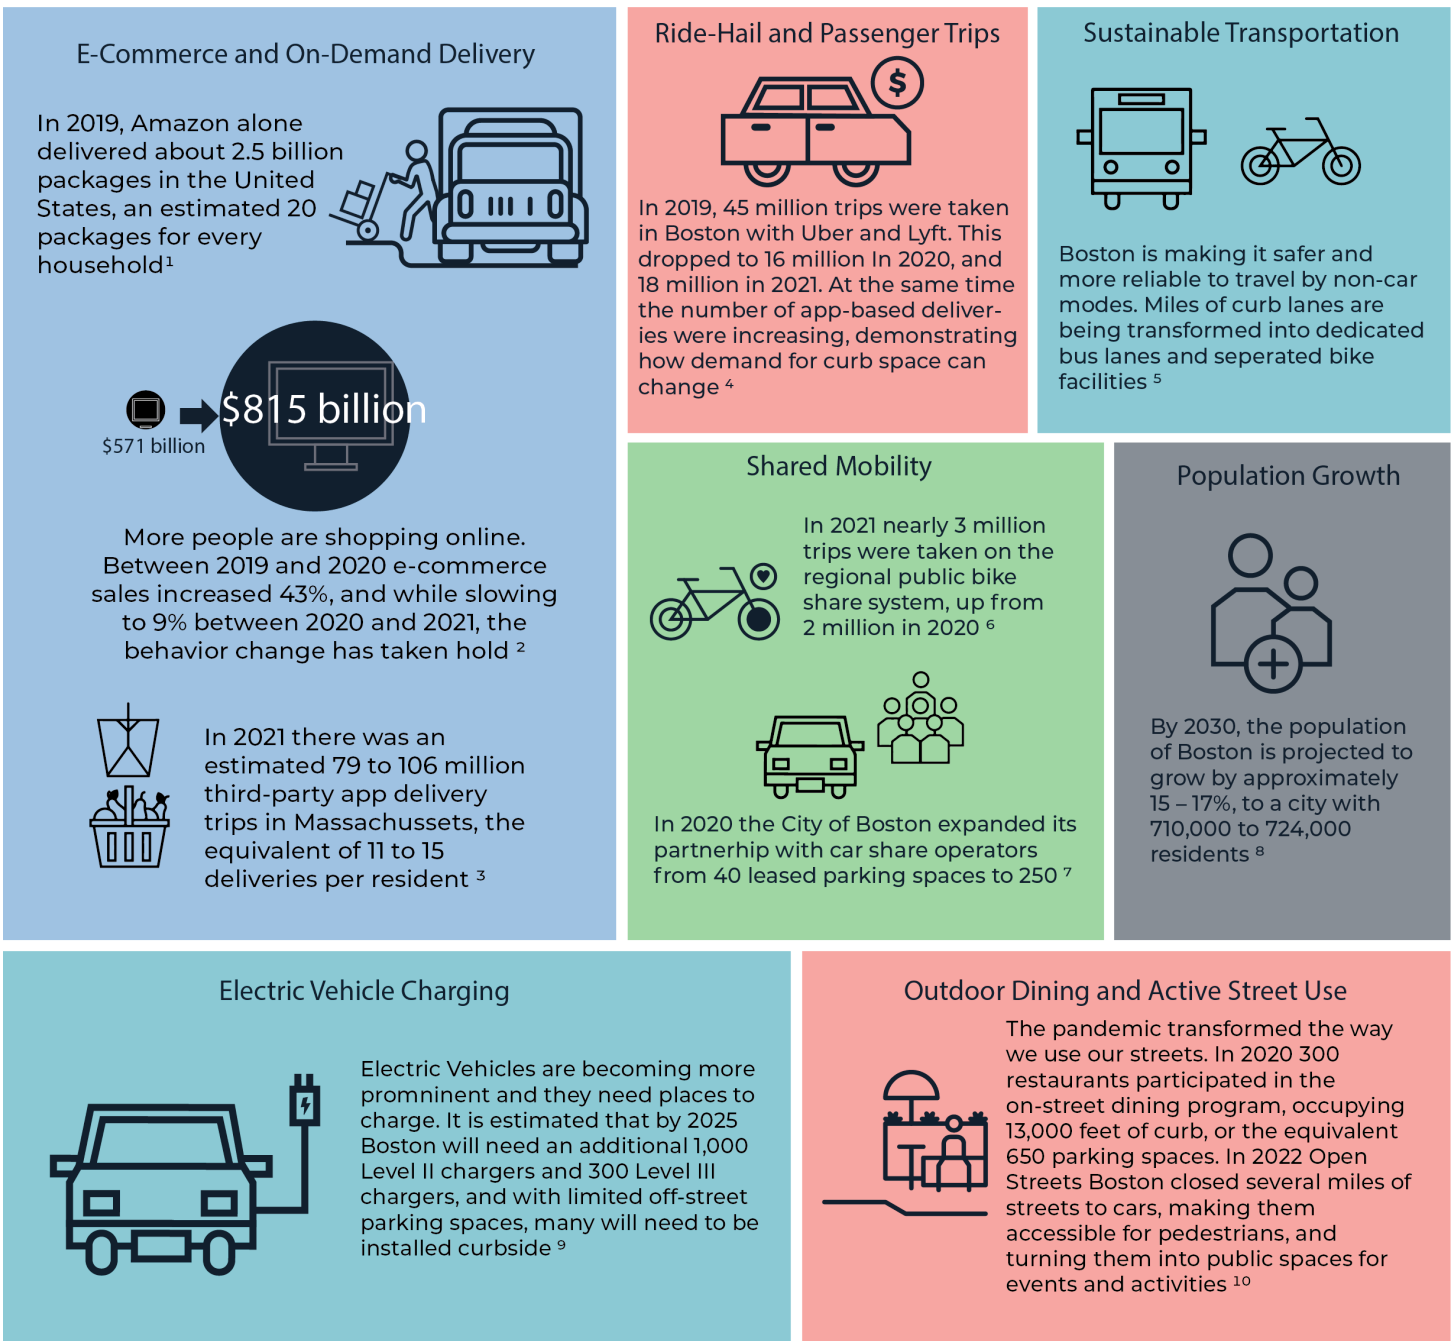 E-Commerce and On-Demand Delivery
In 2019, Amazon alone
delivered about 2.5 billion
packages in the United
States, an estimated 20
packages for every
household¹
$815 billion
$571 billion
More people are shopping online.
Between 2019 and 2020 e-commerce
sales increased 43%, and while slowing
to 9% between 2020 and 2021, the
behavior change has taken hold ²
In 2021 there was an
estimated 79 to 106 million
third-party app delivery
trips in Massachussets, the
equivalent of 11 to 15
deliveries per resident ³
Ride-Hail and Passenger Trips
$
In 2019, 45 million trips were taken
in Boston with Uber and Lyft. This
dropped to 16 million In 2020, and
18 million in 2021. At the same time
the number of app-based deliver-
ies were increasing, demonstrating
how demand for curb space can
change ⁴
Sustainable Transportation
Boston is making it safer and
more reliable to travel by non-car
modes. Miles of curb lanes are
being transformed into dedicated
bus lanes and seperated bike
facilities ⁵
Shared Mobility
In 2021 nearly 3 million
trips were taken on the
regional public bike
share system, up from
2 million in 2020 ⁶
In 2020 the City of Boston expanded its
partnerhip with car share operators
from 40 leased parking spaces to 250 ⁷
Population Growth
By 2030, the population
of Boston is projected to
grow by approximately
15 – 17%, to a city with
710,000 to 724,000
residents ⁸
Electric Vehicle Charging
Electric Vehicles are becoming more
promninent and they need places to
charge. It is estimated that by 2025
Boston will need an additional 1,000
Level II chargers and 300 Level III
chargers, and with limited off-street
parking spaces, many will need to be
installed curbside ⁹
Outdoor Dining and Active Street Use
The pandemic transformed the way
we use our streets. In 2020 300
restaurants participated in the
on-street dining program, occupying
13,000 feet of curb, or the equivalent
650 parking spaces. In 2022 Open
Streets Boston closed several miles of
streets to cars, making them
accessible for pedestrians, and
turning them into public spaces for
events and activities ¹⁰